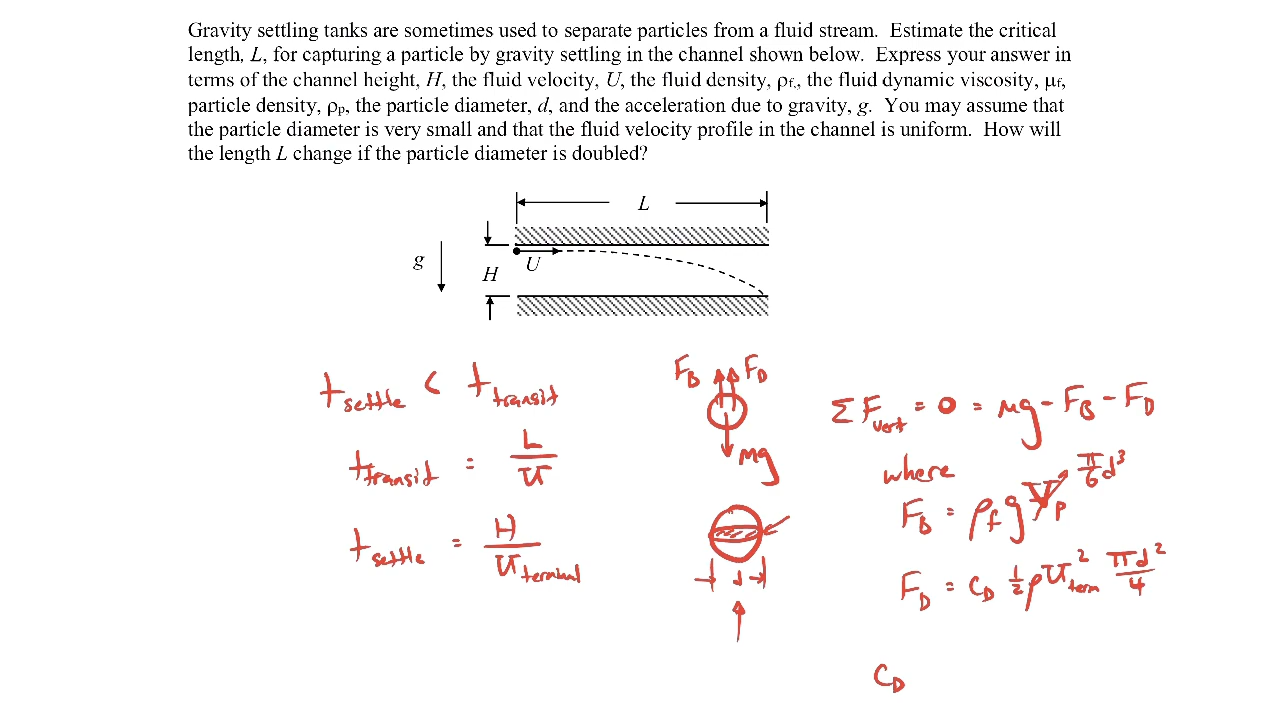 Gravity settling tanks are sometimes used to separate particles from a fluid stream. Estimate the critical
length, L, for capturing a particle by gravity settling in the channel shown below. Express your answer in
terms of the channel height, H, the fluid velocity, U, the fluid density, ρf,, the fluid dynamic viscosity, μf,
particle density, ρp, the particle diameter, d, and the acceleration due to gravity, g. You may assume that
the particle diameter is very small and that the fluid velocity profile in the channel is uniform. How will
the length L change if the particle diameter is doubled?
L
g
H
U
t_settle < t_transit
t_transit = L/U
t_settle = H/U_terminal
F_B F_D
mg
d
ΣF_vert = 0 = mg - F_B - F_D
where
F_B = ρ_f g V_p π/6 d³
F_D = C_D ½ ρ U_term² πd²/4
C_D